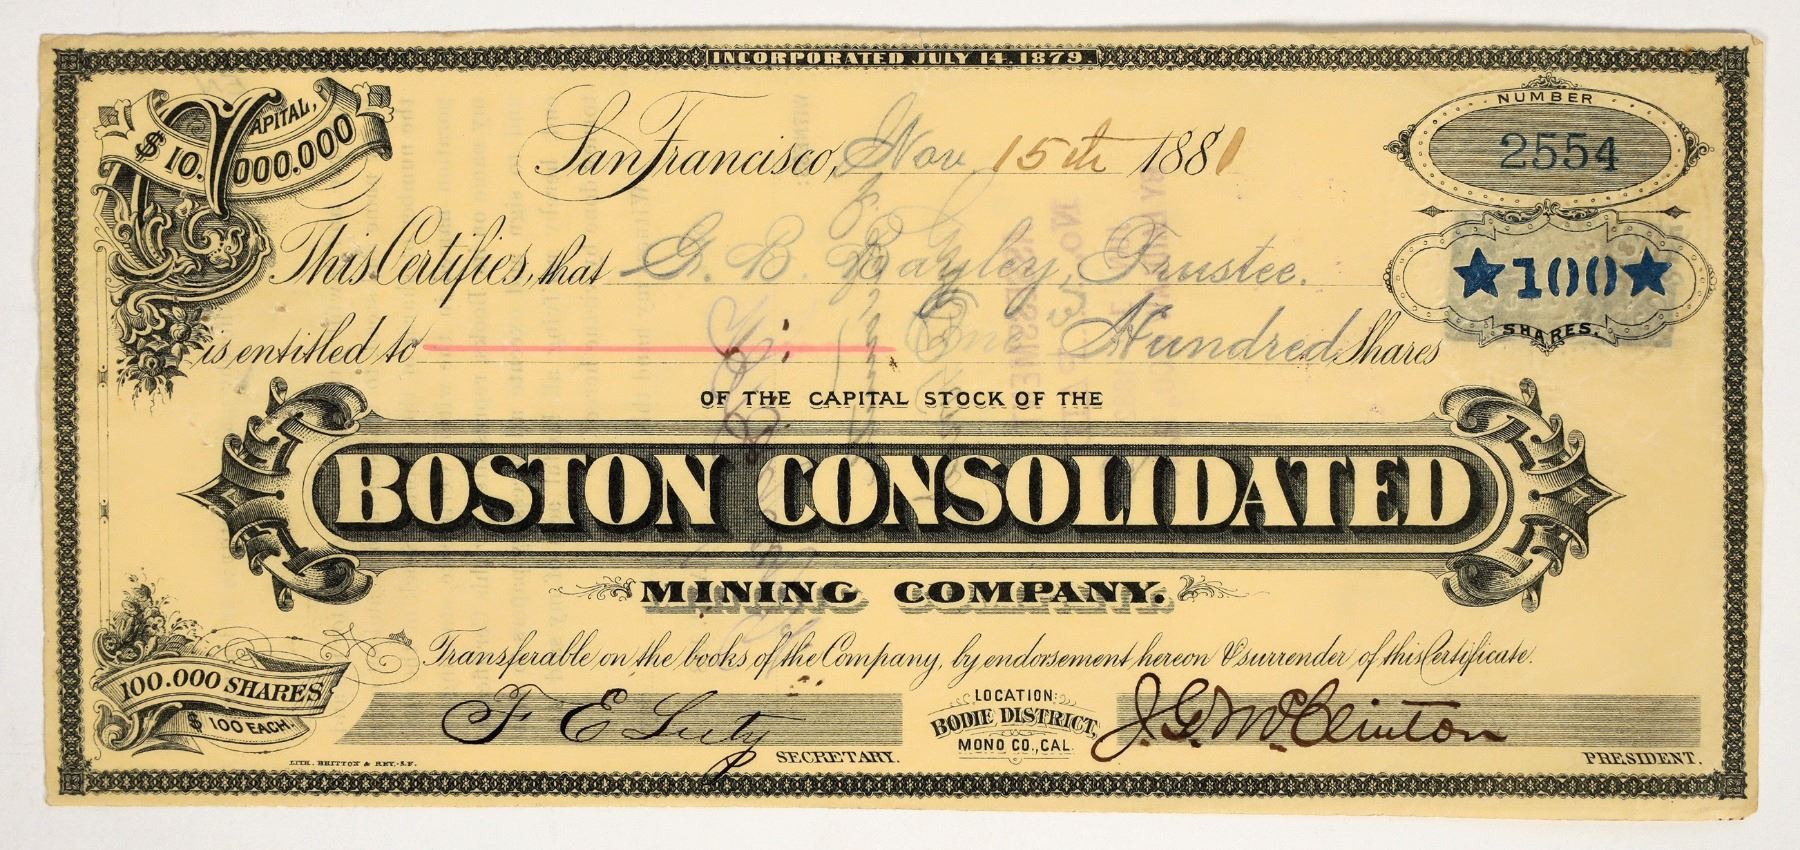 INCORPORATED JULY 14, 1879.
CAPITAL,
$ 10.000.000
NUMBER
2554
San Francisco, Nov 15th 1881
This Certifies, that G. B. Bayley, Trustee.
★100★
SHARES.
is entitled to One Hundred Shares
OF THE CAPITAL STOCK OF THE
BOSTON CONSOLIDATED
MINING COMPANY.
Transferable on the books of the Company, by endorsement hereon & surrender of this Certificate.
100.000 SHARES
$ 100 EACH.
F E Luty
SECRETARY.
LOCATION:
BODIE DISTRICT,
MONO CO., CAL.
J. G. McClinton
PRESIDENT.
LITH. BRITTON & REY. S.F.